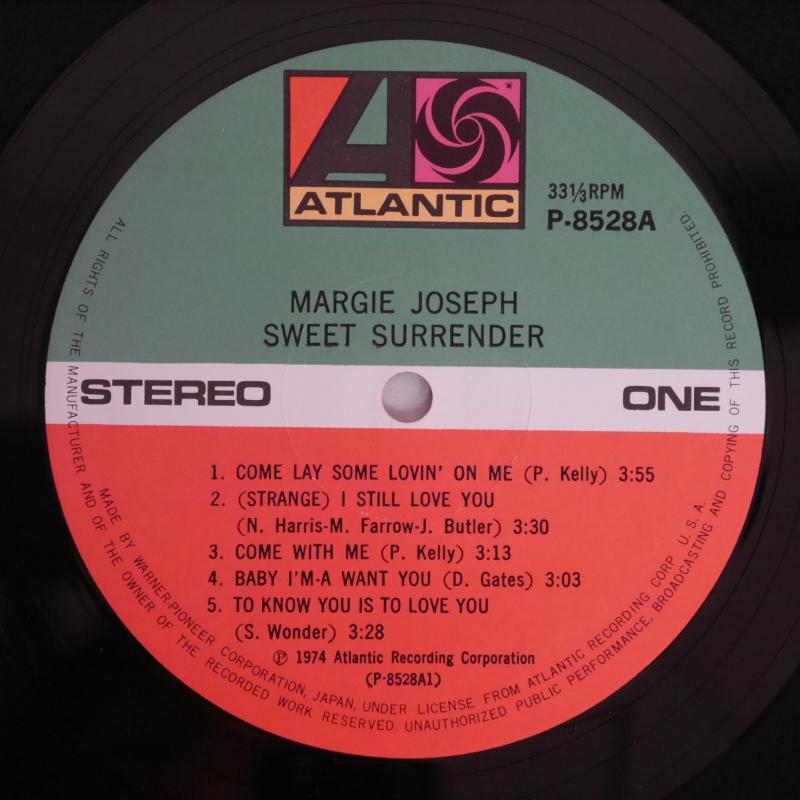 ATLANTIC
33⅓RPM
P-8528A
MARGIE JOSEPH
SWEET SURRENDER
STEREO
ONE
1. COME LAY SOME LOVIN' ON ME (P. Kelly) 3:55
2. (STRANGE) I STILL LOVE YOU
(N. Harris-M. Farrow-J. Butler) 3:30
3. COME WITH ME (P. Kelly) 3:13
4. BABY I'M-A WANT YOU (D. Gates) 3:03
5. TO KNOW YOU IS TO LOVE YOU
(S. Wonder) 3:28
Ⓟ 1974 Atlantic Recording Corporation
(P-8528A1)
MADE BY WARNER-PIONEER CORPORATION, JAPAN, UNDER LICENSE FROM ATLANTIC RECORDING CORP. U.S.A.
ALL RIGHTS OF THE MANUFACTURER AND OF THE OWNER OF THE RECORDED WORK RESERVED. UNAUTHORIZED PUBLIC PERFORMANCE, BROADCASTING AND COPYING OF THIS RECORD PROHIBITED.